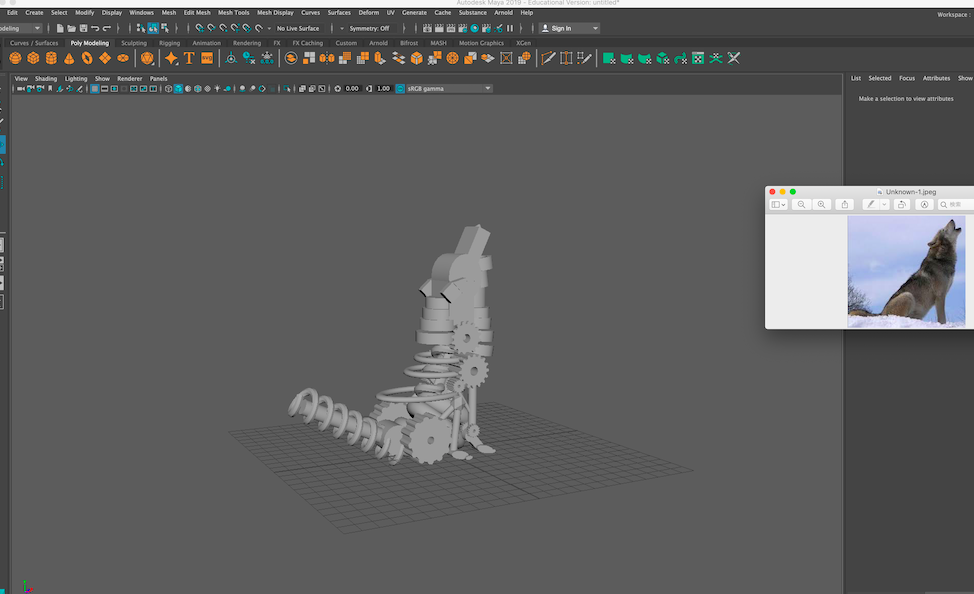 Autodesk Maya 2019 - Educational Version: untitled*
Edit Create Select Modify Display Windows Mesh Edit Mesh Mesh Tools Mesh Display Curves Surfaces Deform UV Generate Cache Substance Arnold Help
Workspace :
deling No Live Surface Symmetry: Off Sign In
Curves / Surfaces Poly Modeling Sculpting Rigging Animation Rendering FX FX Caching Custom Arnold Bifrost MASH Motion Graphics XGen
View Shading Lighting Show Renderer Panels
0.00 1.00 sRGB gamma
List Selected Focus Attributes Show
Make a selection to view attributes
Unknown-1.jpeg
検索